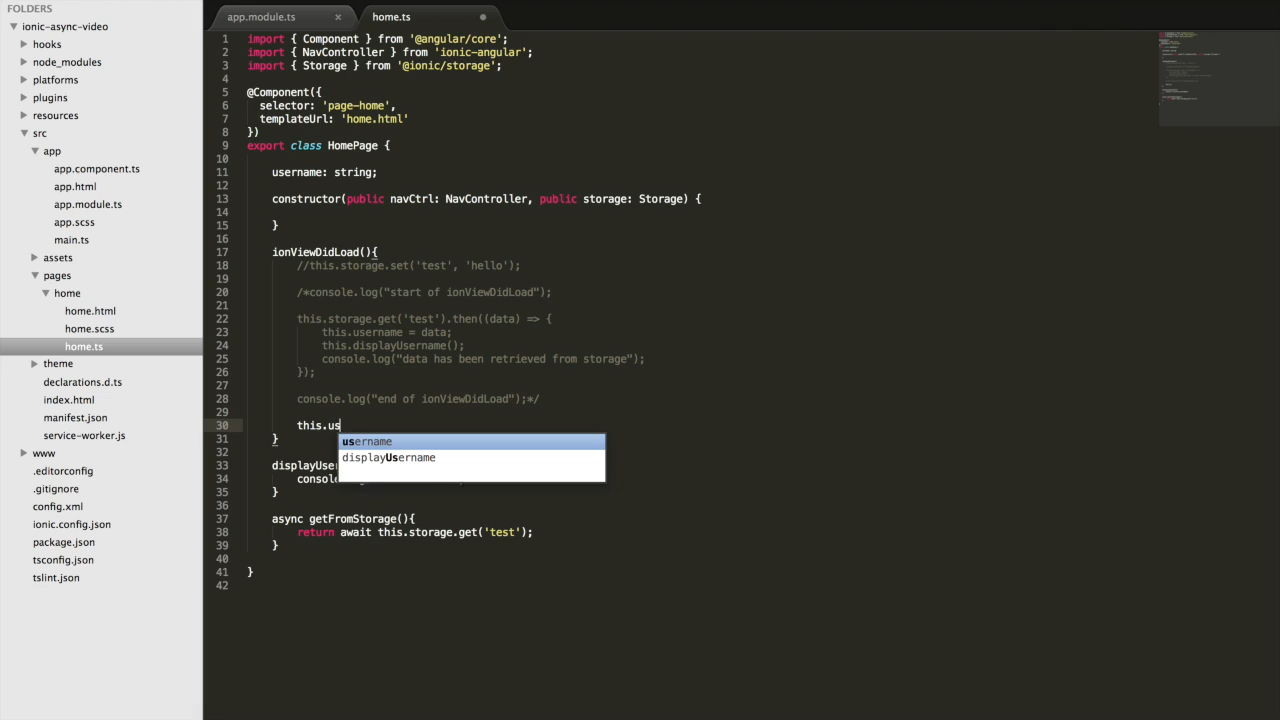 FOLDERS
ionic-async-video
hooks
node_modules
platforms
plugins
resources
src
app
app.component.ts
app.html
app.module.ts
app.scss
main.ts
assets
pages
home
home.html
home.scss
home.ts
theme
declarations.d.ts
index.html
manifest.json
service-worker.js
www
.editorconfig
.gitignore
config.xml
ionic.config.json
package.json
tsconfig.json
tslint.json
app.module.ts × home.ts
1 import { Component } from '@angular/core';
2 import { NavController } from 'ionic-angular';
3 import { Storage } from '@ionic/storage';
4
5 @Component({
6 selector: 'page-home',
7 templateUrl: 'home.html'
8 })
9 export class HomePage {
10
11 username: string;
12
13 constructor(public navCtrl: NavController, public storage: Storage) {
14
15 }
16
17 ionViewDidLoad(){
18 //this.storage.set('test', 'hello');
19
20 /*console.log("start of ionViewDidLoad");
21
22 this.storage.get('test').then((data) => {
23 this.username = data;
24 this.displayUsername();
25 console.log("data has been retrieved from storage");
26 });
27
28 console.log("end of ionViewDidLoad");*/
29
30 this.us
username
displayUsername
31 }
32
33 displayUse
34 consol
35 }
36
37 async getFromStorage(){
38 return await this.storage.get('test');
39 }
40
41 }
42